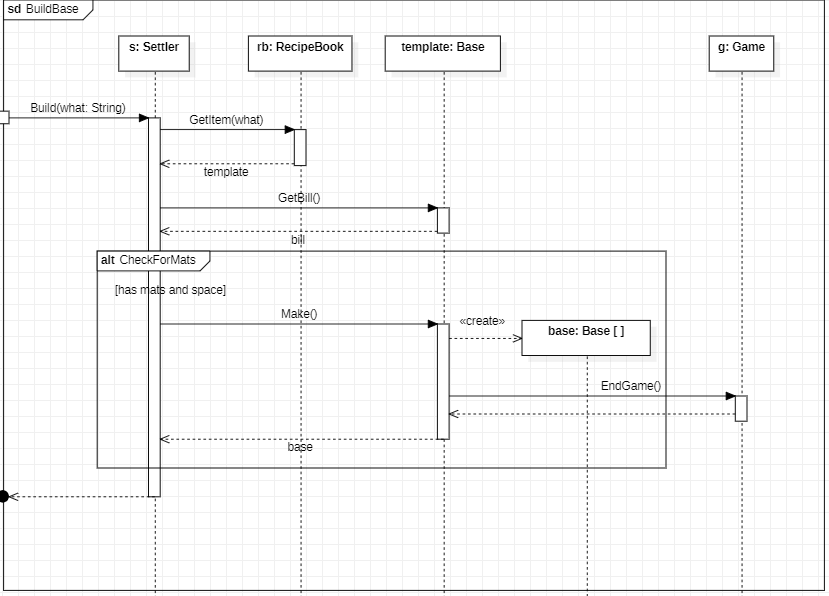 sd BuildBase
s: Settler
rb: RecipeBook
template: Base
g: Game
Build(what: String)
GetItem(what)
template
GetBill()
bill
alt CheckForMats
[has mats and space]
Make()
«create»
base: Base [ ]
EndGame()
base